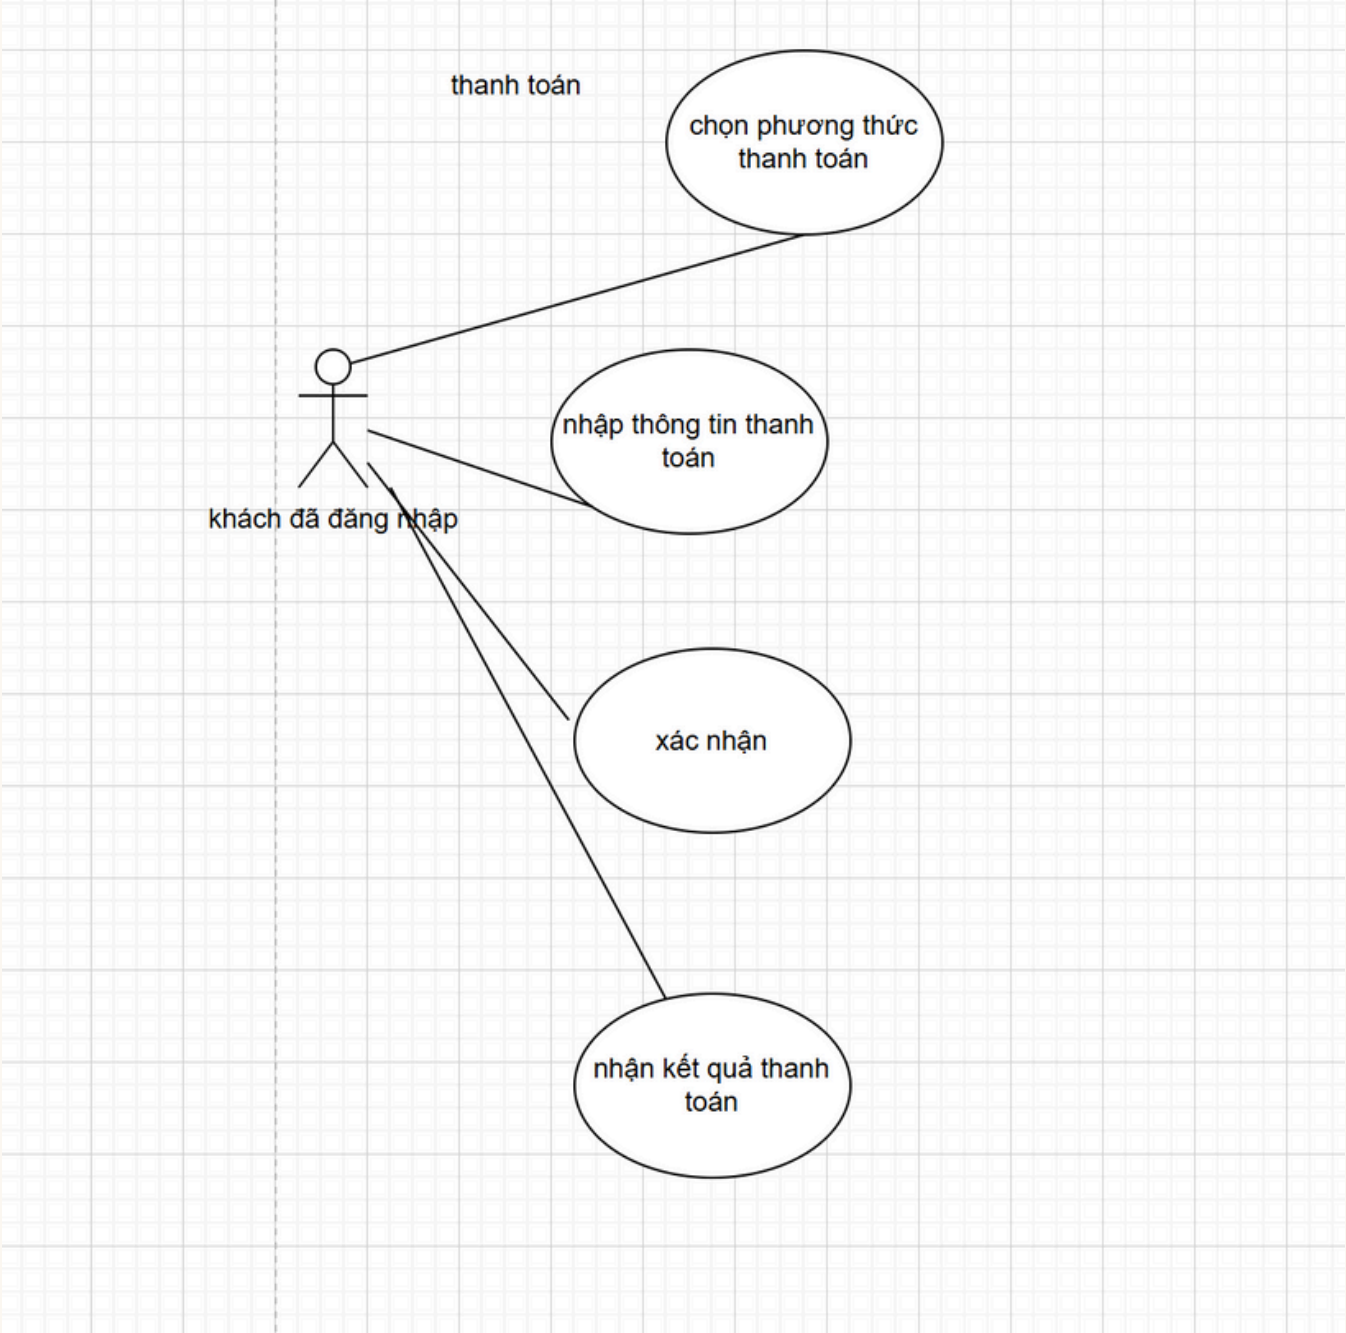 thanh toán
chọn phương thức
thanh toán
nhập thông tin thanh
toán
khách đã đăng nhập
xác nhận
nhận kết quả thanh
toán